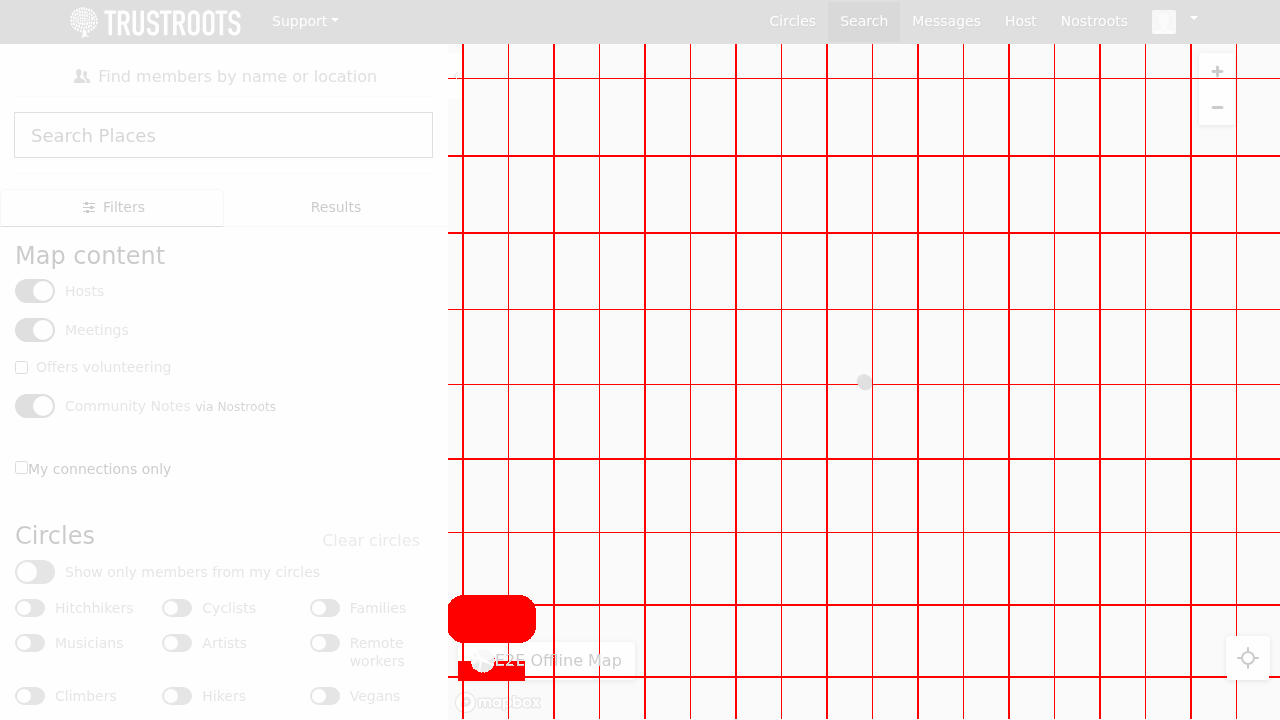 TRUSTROOTS
Support
Circles
Search
Messages
Host
Nostroots
Find members by name or location
Search Places
Filters
Results
Map content
Hosts
Meetings
Offers volunteering
Community Notes via Nostroots
My connections only
Circles
Clear circles
Show only members from my circles
Hitchhikers
Cyclists
Families
Musicians
Artists
Remote
workers
Climbers
Hikers
Vegans
+
−
E2E Offline Map
mapbox